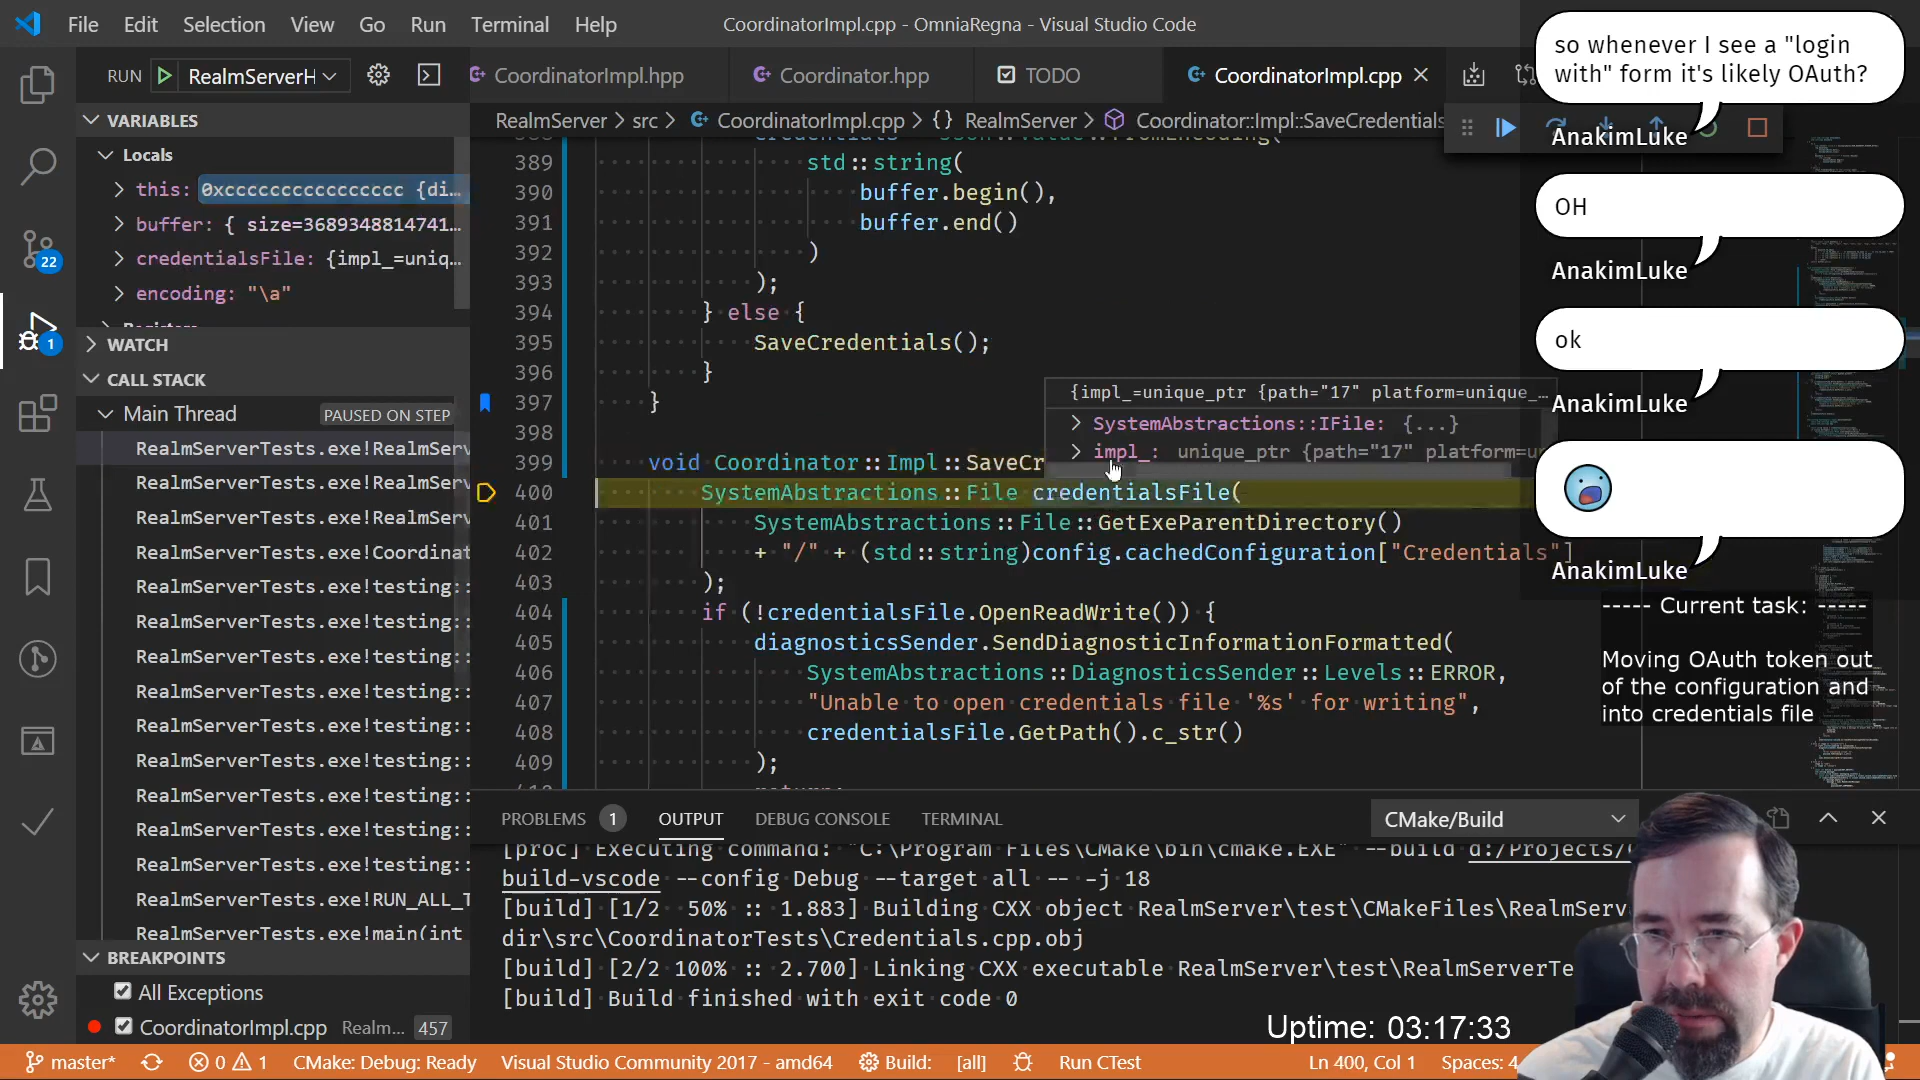 File Edit Selection View Go Run Terminal Help
CoordinatorImpl.cpp - OmniaRegna - Visual Studio Code
RUN RealmServerH
CoordinatorImpl.hpp Coordinator.hpp TODO CoordinatorImpl.cpp
RealmServer > src > CoordinatorImpl.cpp > {} RealmServer > Coordinator::Impl::SaveCredentials
VARIABLES
Locals
this: 0xcccccccccccccccc {di...
buffer: { size=3689348814741...
credentialsFile: {impl_=uniq...
encoding: "\a"
WATCH
CALL STACK
Main Thread PAUSED ON STEP
RealmServerTests.exe!RealmServ
RealmServerTests.exe!RealmServ
RealmServerTests.exe!RealmServ
RealmServerTests.exe!Coordinat
RealmServerTests.exe!testing::
RealmServerTests.exe!testing::
RealmServerTests.exe!testing::
RealmServerTests.exe!testing::
RealmServerTests.exe!testing::
RealmServerTests.exe!testing::
RealmServerTests.exe!testing::
RealmServerTests.exe!testing::
RealmServerTests.exe!testing::
RealmServerTests.exe!RUN_ALL_T
RealmServerTests.exe!main(int
BREAKPOINTS
All Exceptions
CoordinatorImpl.cpp Realm... 457
22
1
389 std::string(
390 buffer.begin(),
391 buffer.end()
392 )
393 );
394 } else {
395 SaveCredentials();
396 }
397 }
398
399 void Coordinator::Impl::SaveCr
400 SystemAbstractions::File credentialsFile(
401 SystemAbstractions::File::GetExeParentDirectory()
402 + "/" + (std::string)config.cachedConfiguration["Credentials"]
403 );
404 if (!credentialsFile.OpenReadWrite()) {
405 diagnosticsSender.SendDiagnosticInformationFormatted(
406 SystemAbstractions::DiagnosticsSender::Levels::ERROR,
407 "Unable to open credentials file '%s' for writing",
408 credentialsFile.GetPath().c_str()
409 );
{impl_=unique_ptr {path="17" platform=unique_...
SystemAbstractions::IFile: {...}
impl_: unique_ptr {path="17" platform=u
so whenever I see a "login
with" form it's likely OAuth?
AnakimLuke
OH
AnakimLuke
ok
AnakimLuke
AnakimLuke
----- Current task: -----
Moving OAuth token out
of the configuration and
into credentials file
PROBLEMS 1 OUTPUT DEBUG CONSOLE TERMINAL CMake/Build
[proc] Executing command: "C:\Program Files\CMake\bin\cmake.EXE" --build d:/Projects/
build-vscode --config Debug --target all -- -j 18
[build] [1/2 50% :: 1.883] Building CXX object RealmServer\test\CMakeFiles\RealmServ
dir\src\CoordinatorTests\Credentials.cpp.obj
[build] [2/2 100% :: 2.700] Linking CXX executable RealmServer\test\RealmServerTe
[build] Build finished with exit code 0
Uptime: 03:17:33
master* 0 1 CMake: Debug: Ready Visual Studio Community 2017 - amd64 Build: [all] Run CTest Ln 400, Col 1 Spaces: 4